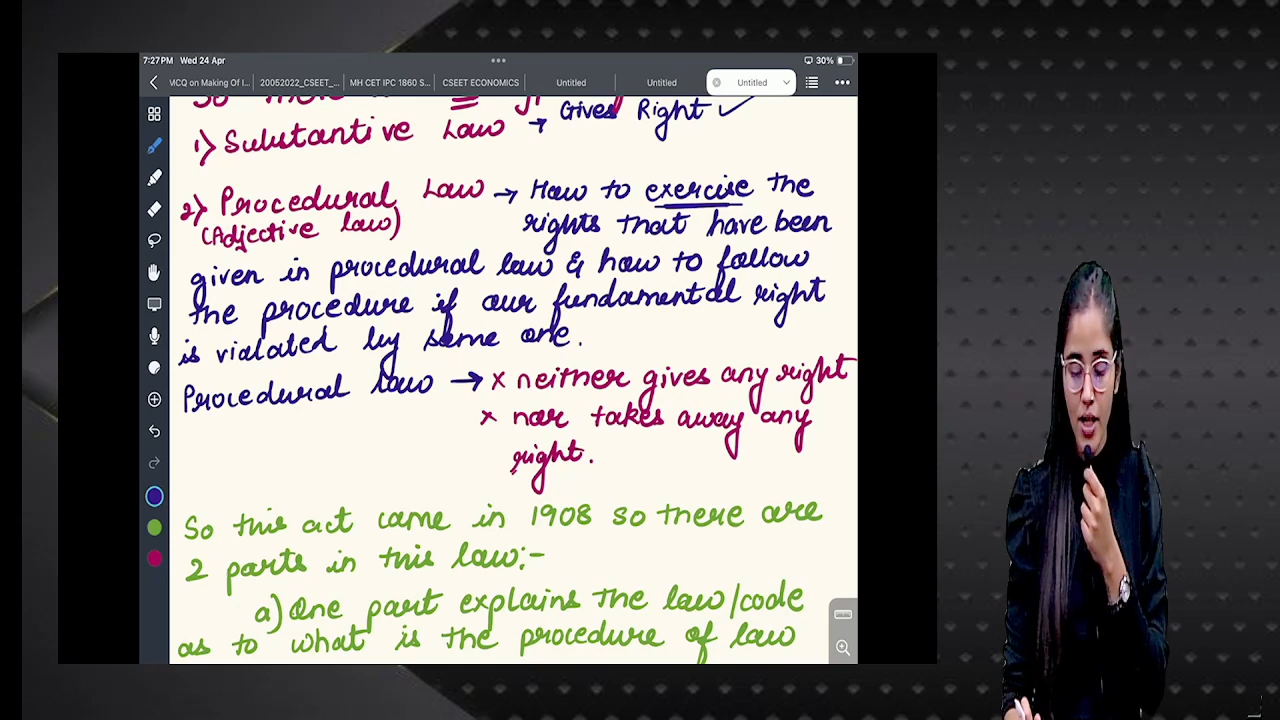 7:27 PM Wed 24 Apr
30%
MCQ on Making Of I... 20052022_CSEET_... MH CET IPC 1860 S... CSEET ECONOMICS Untitled Untitled Untitled
So there
Gives Right
1) Substantive Law →
2) Procedural Law → How to exercise the
(Adjective law) rights that have been
given in procedural law & how to follow
the procedure if our fundamental right
is violated by some one.
Procedural law → x neither gives any right
x nor takes away any
right.
So this act came in 1908 so there are
2 parts in this law:-
a) One part explains the law/code
as to what is the procedure of law